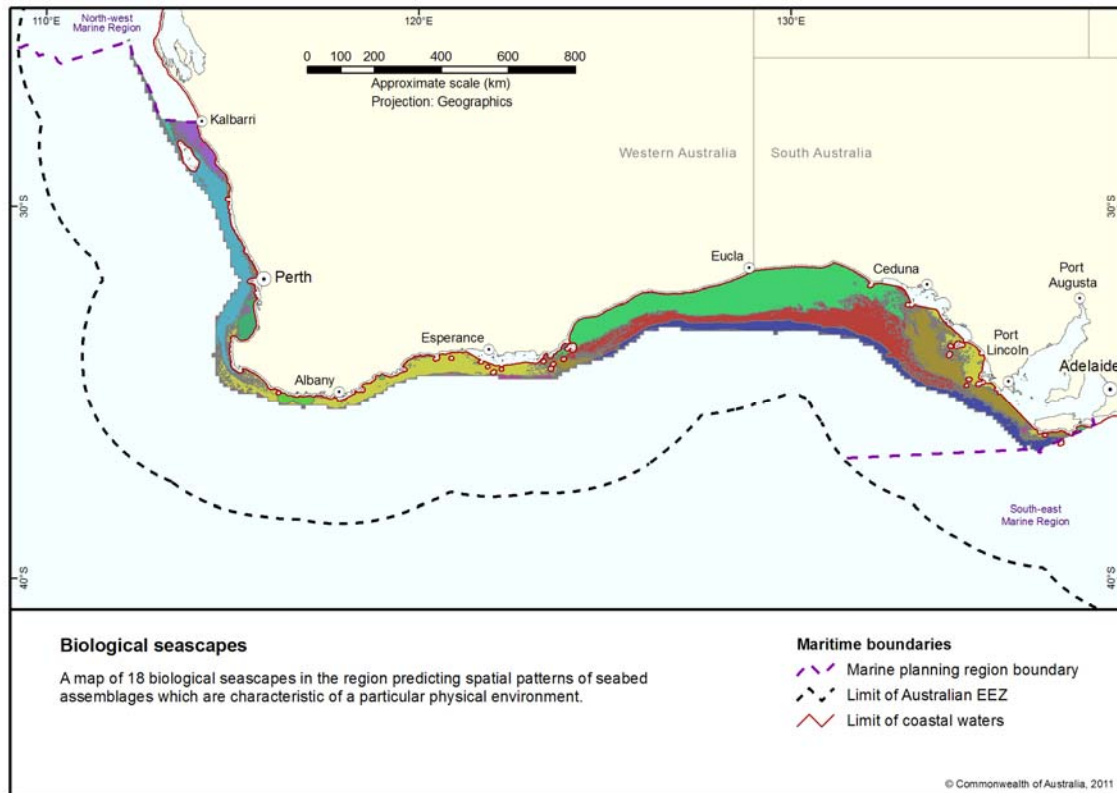 110°E
120°E
130°E
North-west
Marine Region
0 100 200 400 600 800
Approximate scale (km)
Projection: Geographics
Kalbarri
Western Australia
South Australia
30°S
30°S
Perth
Eucla
Ceduna
Port
Augusta
Esperance
Port
Lincoln
Adelaide
Albany
South-east
Marine Region
40°S
40°S
Biological seascapes
A map of 18 biological seascapes in the region predicting spatial patterns of seabed
assemblages which are characteristic of a particular physical environment.
Maritime boundaries
Marine planning region boundary
Limit of Australian EEZ
Limit of coastal waters
© Commonwealth of Australia, 2011